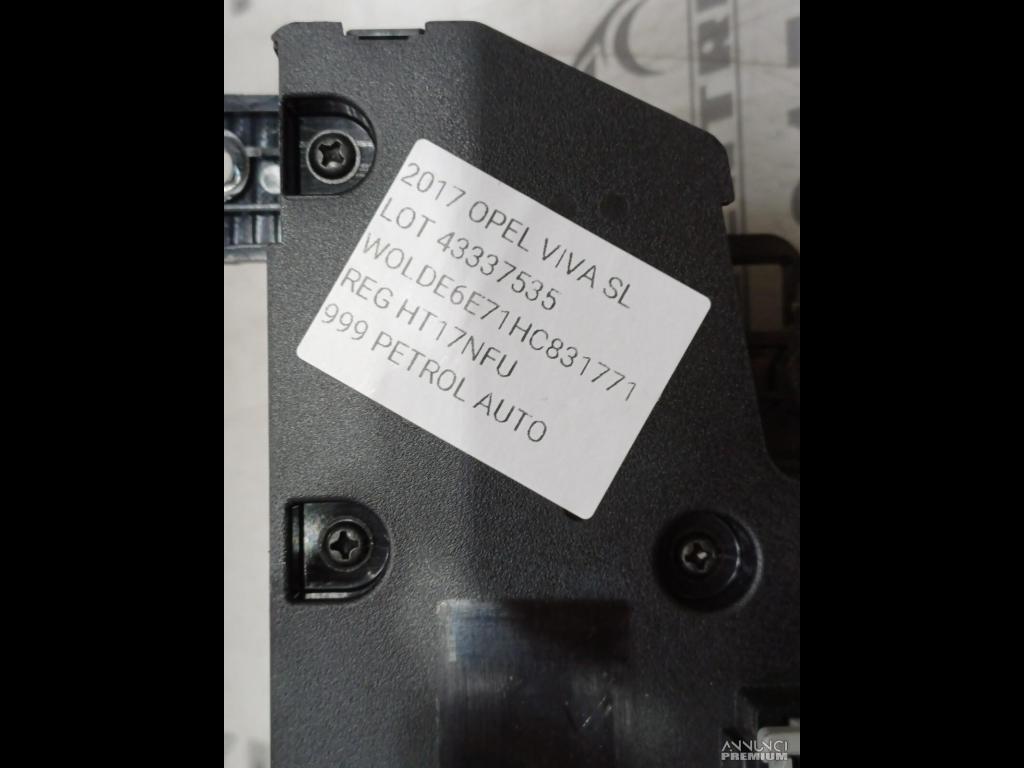 2017 OPEL VIVA SL
LOT 43337535
WOLDE6E71HC831771
REG HT17NFU
999 PETROL AUTO
ANNUNCI
PREMIUM